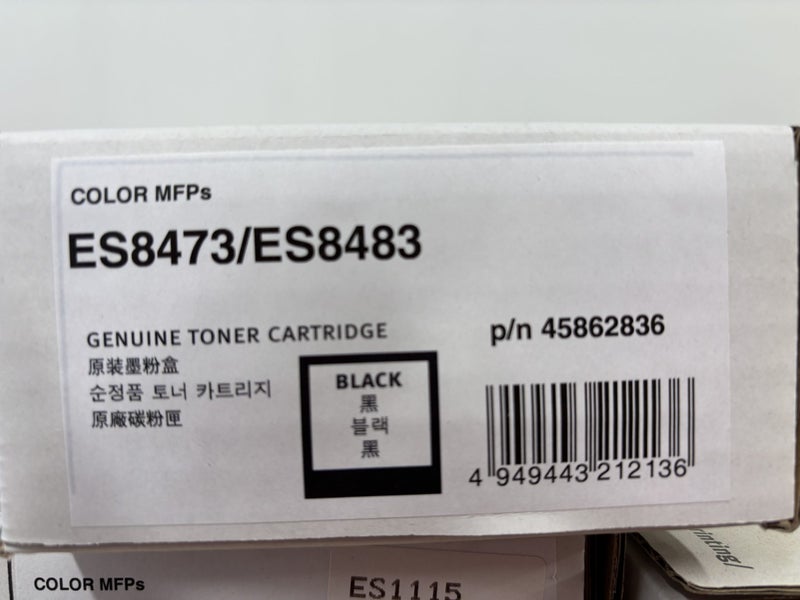 COLOR MFPs
ES8473/ES8483
GENUINE TONER CARTRIDGE
原装墨粉盒
순정품 토너 카트리지
原廠碳粉匣
BLACK
黑
블랙
黑
p/n 45862836
4 949443 212136
COLOR MFPs
ES1115